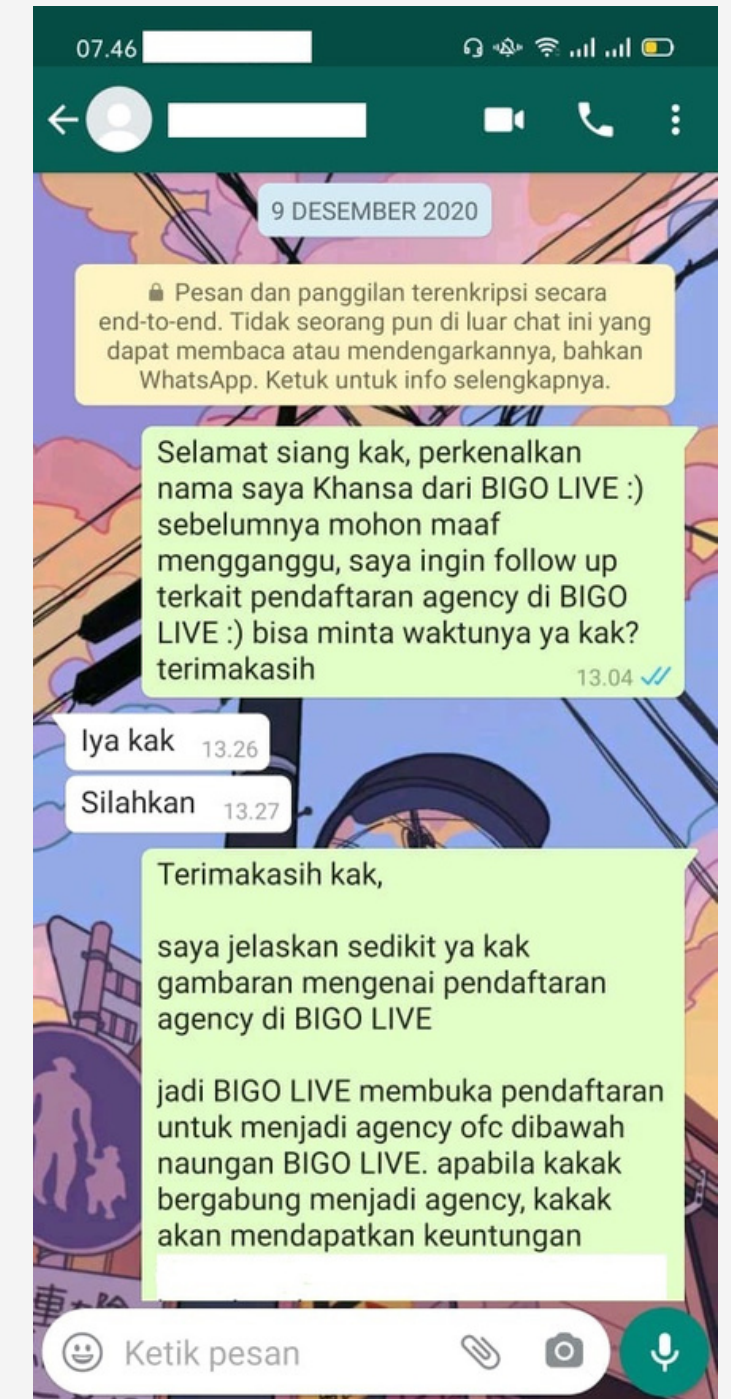 07.46
9 DESEMBER 2020
Pesan dan panggilan terenkripsi secara
end-to-end. Tidak seorang pun di luar chat ini yang
dapat membaca atau mendengarkannya, bahkan
WhatsApp. Ketuk untuk info selengkapnya.
Selamat siang kak, perkenalkan
nama saya Khansa dari BIGO LIVE :)
sebelumnya mohon maaf
mengganggu, saya ingin follow up
terkait pendaftaran agency di BIGO
LIVE :) bisa minta waktunya ya kak?
terimakasih 13.04
Iya kak 13.26
Silahkan 13.27
Terimakasih kak,
saya jelaskan sedikit ya kak
gambaran mengenai pendaftaran
agency di BIGO LIVE
jadi BIGO LIVE membuka pendaftaran
untuk menjadi agency ofc dibawah
naungan BIGO LIVE. apabila kakak
bergabung menjadi agency, kakak
akan mendapatkan keuntungan
Ketik pesan